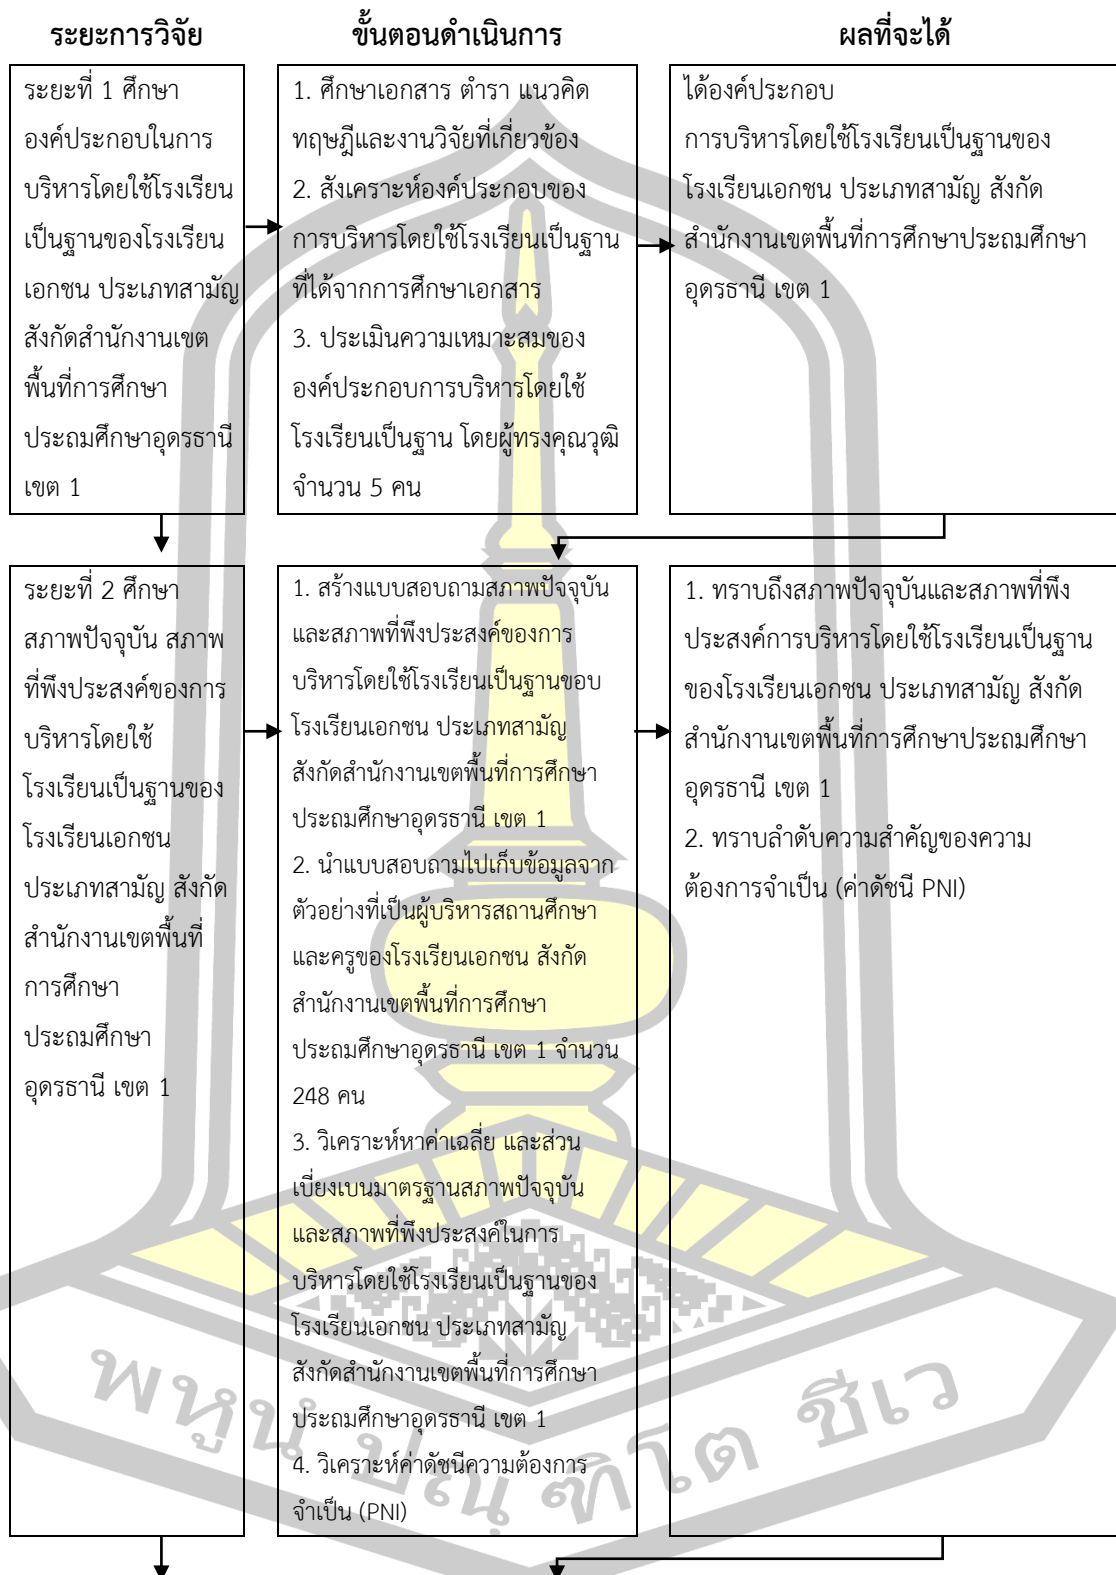 ระยะการวิจัย
ขั้นตอนดำเนินการ
ผลที่จะได้
ระยะที่ 1 ศึกษา
องค์ประกอบในการ
บริหารโดยใช้โรงเรียน
เป็นฐานของโรงเรียน
เอกชน ประเภทสามัญ
สังกัดสำนักงานเขต
พื้นที่การศึกษา
ประถมศึกษาอุดรธานี
เขต 1
1. ศึกษาเอกสาร ตำรา แนวคิด
ทฤษฎีและงานวิจัยที่เกี่ยวข้อง
2. สังเคราะห์องค์ประกอบของ
การบริหารโดยใช้โรงเรียนเป็นฐาน
ที่ได้จากการศึกษาเอกสาร
3. ประเมินความเหมาะสมของ
องค์ประกอบการบริหารโดยใช้
โรงเรียนเป็นฐาน โดยผู้ทรงคุณวุฒิ
จำนวน 5 คน
ได้องค์ประกอบ
การบริหารโดยใช้โรงเรียนเป็นฐานของ
โรงเรียนเอกชน ประเภทสามัญ สังกัด
สำนักงานเขตพื้นที่การศึกษาประถมศึกษา
อุดรธานี เขต 1
ระยะที่ 2 ศึกษา
สภาพปัจจุบัน สภาพ
ที่พึงประสงค์ของการ
บริหารโดยใช้
โรงเรียนเป็นฐานของ
โรงเรียนเอกชน
ประเภทสามัญ สังกัด
สำนักงานเขตพื้นที่
การศึกษา
ประถมศึกษา
อุดรธานี เขต 1
1. สร้างแบบสอบถามสภาพปัจจุบัน
และสภาพที่พึงประสงค์ของการ
บริหารโดยใช้โรงเรียนเป็นฐานขอบ
โรงเรียนเอกชน ประเภทสามัญ
สังกัดสำนักงานเขตพื้นที่การศึกษา
ประถมศึกษาอุดรธานี เขต 1
2. นำแบบสอบถามไปเก็บข้อมูลจาก
ตัวอย่างที่เป็นผู้บริหารสถานศึกษา
และครูของโรงเรียนเอกชน สังกัด
สำนักงานเขตพื้นที่การศึกษา
ประถมศึกษาอุดรธานี เขต 1 จำนวน
248 คน
3. วิเคราะห์หาค่าเฉลี่ย และส่วน
เบี่ยงเบนมาตรฐานสภาพปัจจุบัน
และสภาพที่พึงประสงค์ในการ
บริหารโดยใช้โรงเรียนเป็นฐานของ
โรงเรียนเอกชน ประเภทสามัญ
สังกัดสำนักงานเขตพื้นที่การศึกษา
ประถมศึกษาอุดรธานี เขต 1
4. วิเคราะห์ค่าดัชนีความต้องการ
จำเป็น (PNI)
1. ทราบถึงสภาพปัจจุบันและสภาพที่พึง
ประสงค์การบริหารโดยใช้โรงเรียนเป็นฐาน
ของโรงเรียนเอกชน ประเภทสามัญ สังกัด
สำนักงานเขตพื้นที่การศึกษาประถมศึกษา
อุดรธานี เขต 1
2. ทราบลำดับความสำคัญของความ
ต้องการจำเป็น (ค่าดัชนี PNI)
พหูนํ ปณฺฑิโต ชีเว